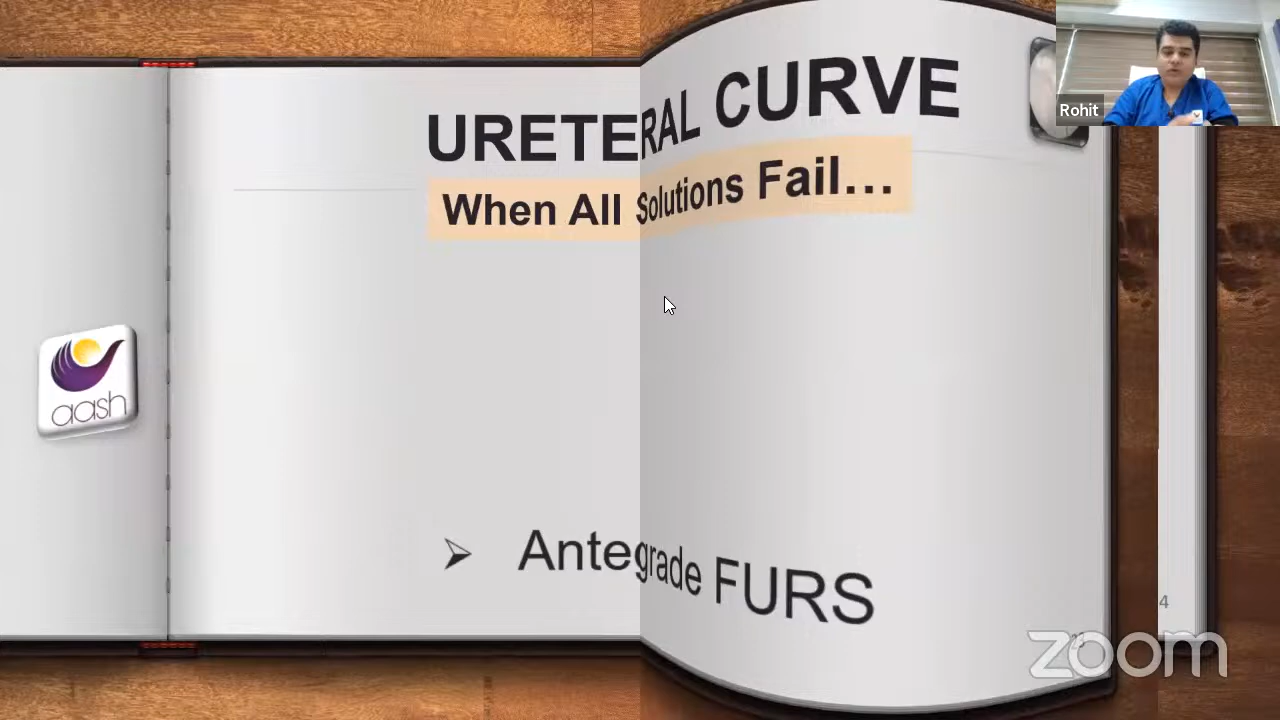 URETERAL CURVE
Rohit
When All Solutions Fail…
aash
Antegrade FURS
4
zoom